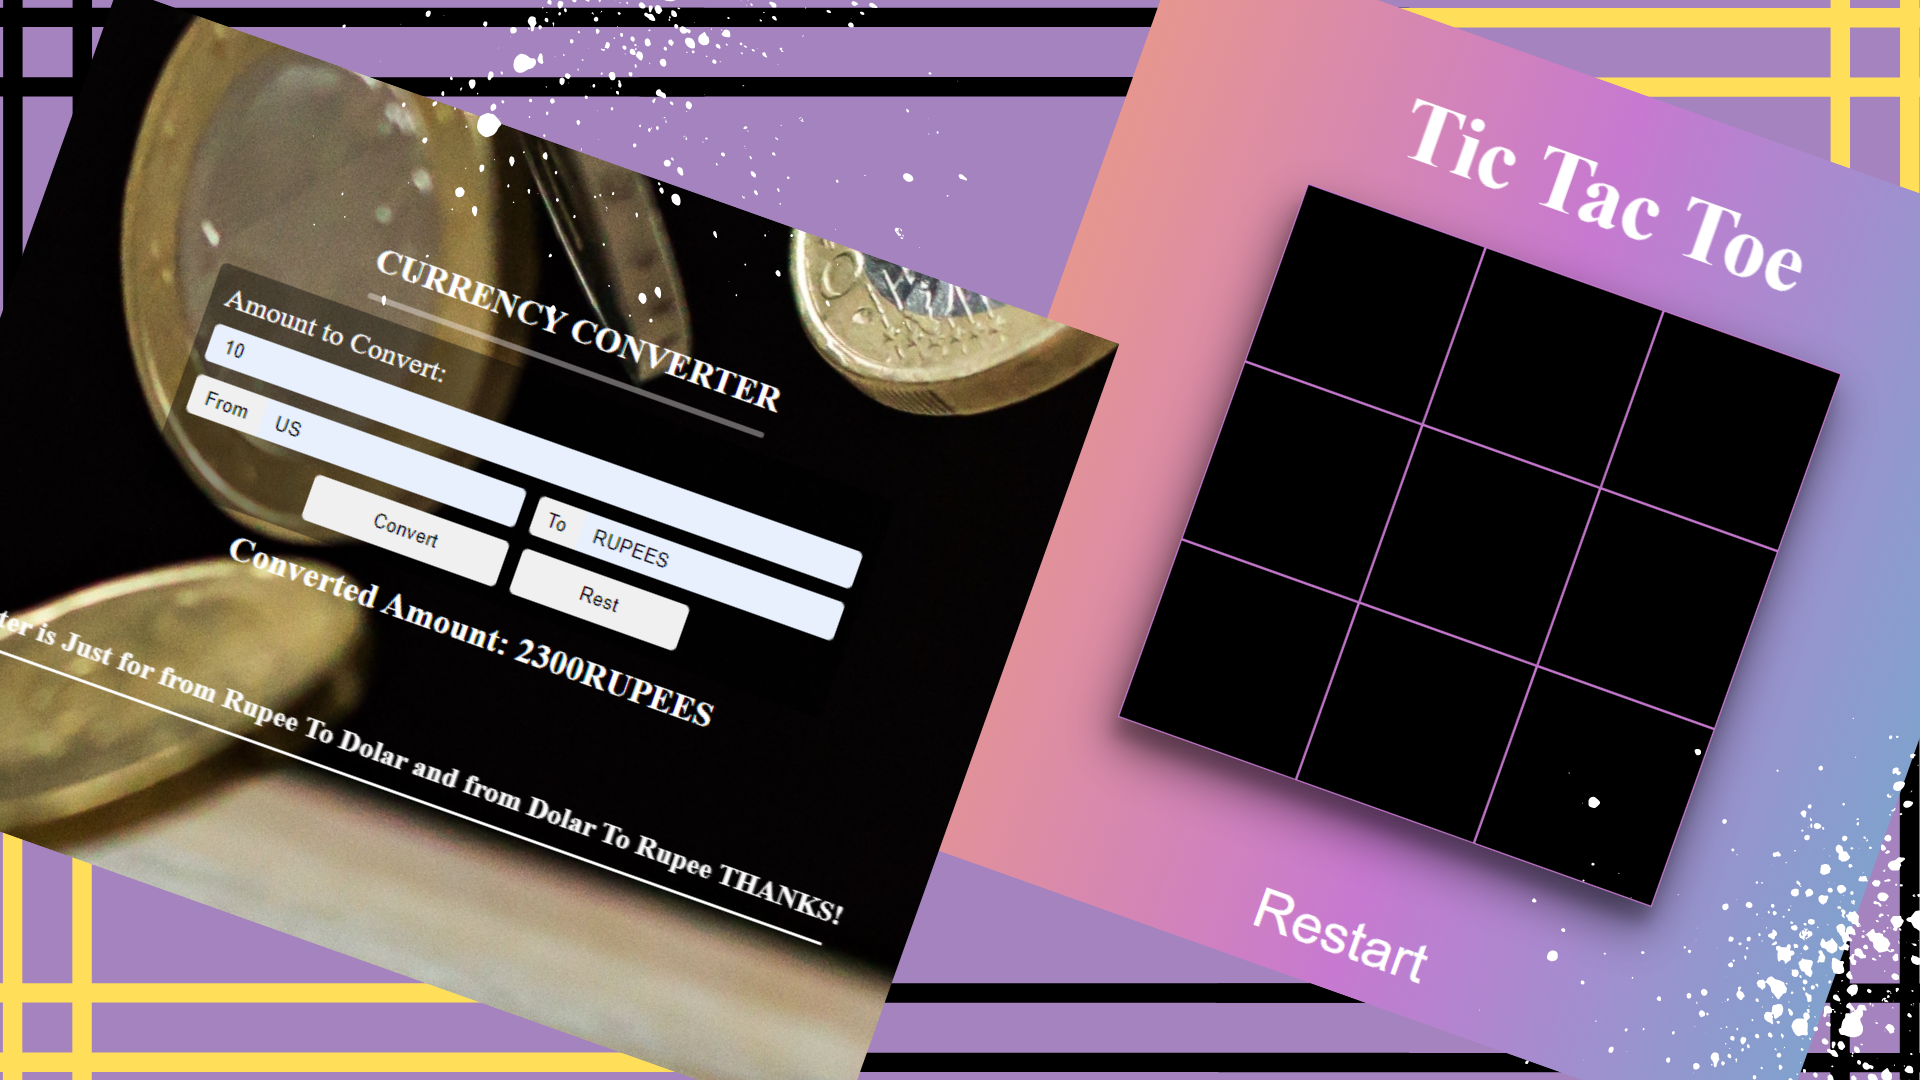 CURRENCY CONVERTER
Amount to Convert:
10
From US
To RUPEES
Convert
Rest
Converted Amount: 2300RUPEES
is Just for from Rupee To Dolar and from Dolar To Rupee THANKS!
Tic Tac Toe
Restart